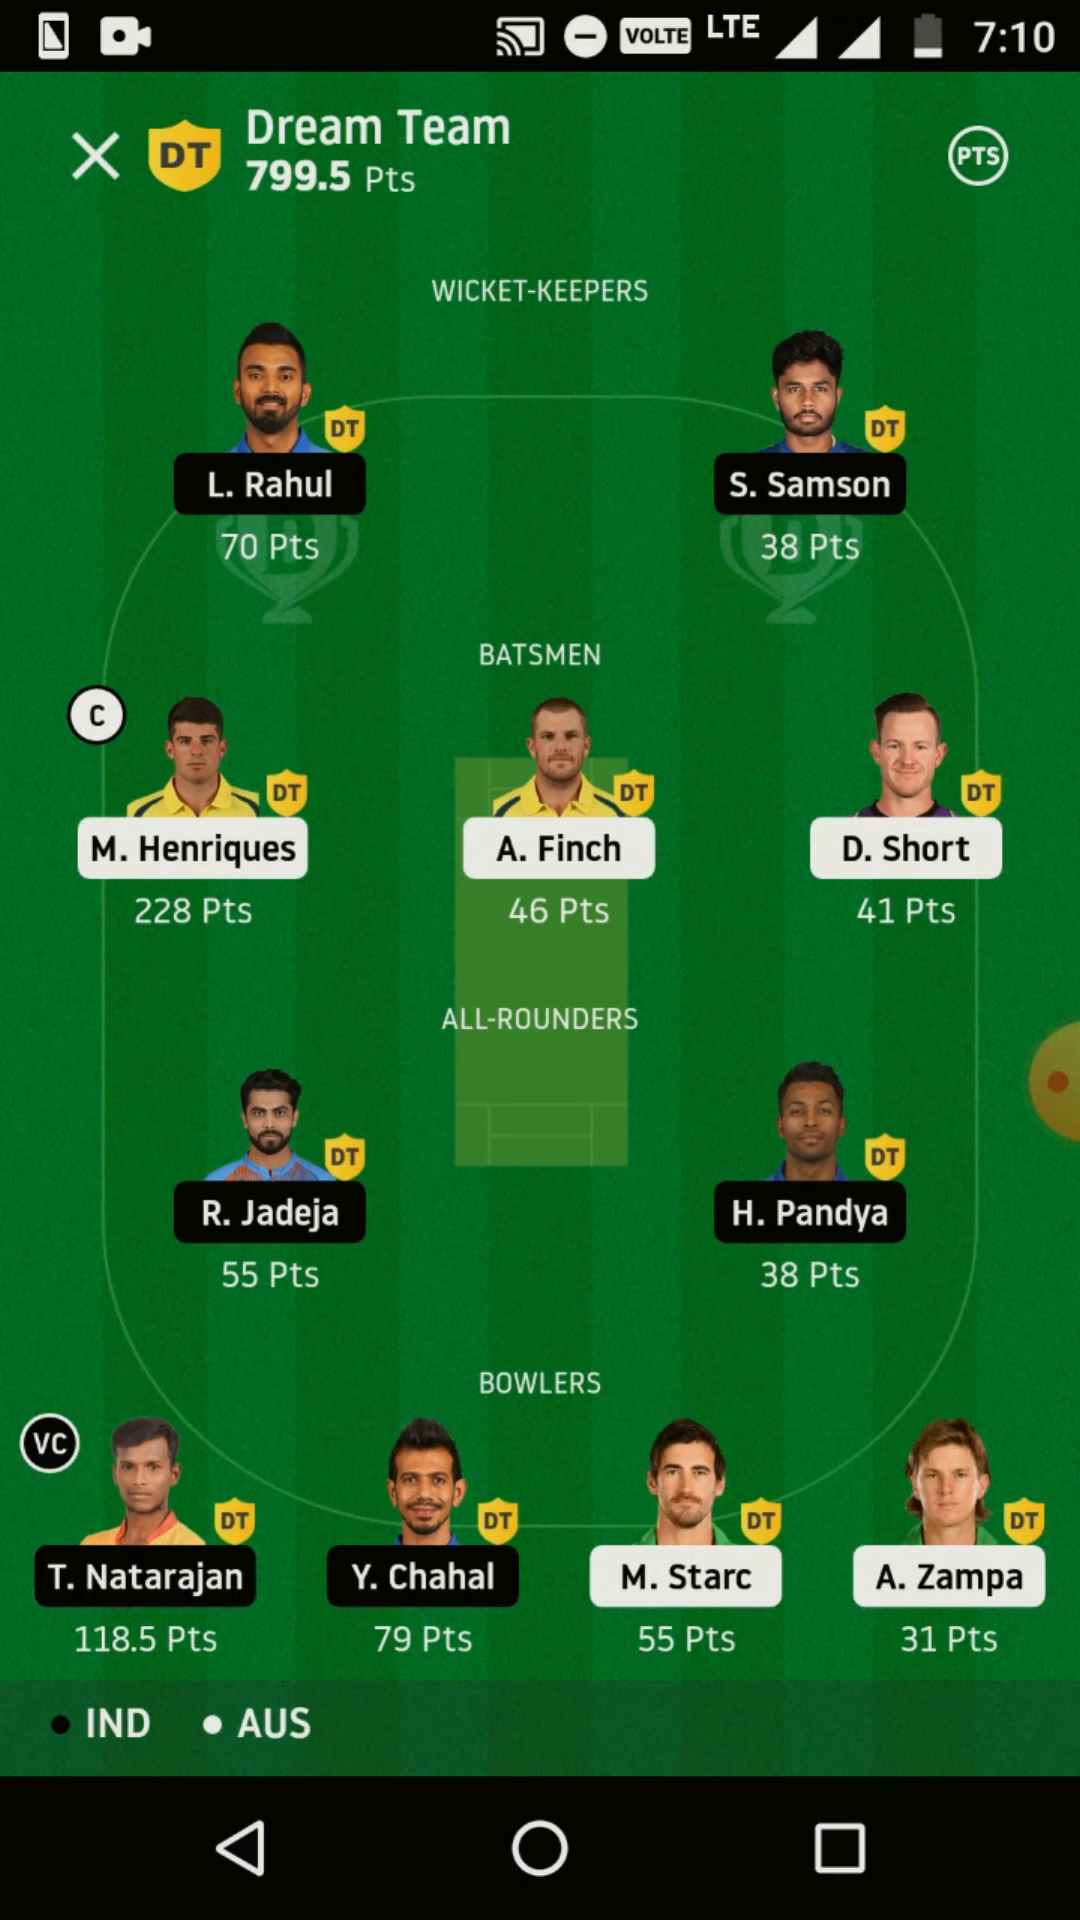 VOLTE LTE 7:10
DT Dream Team
799.5 Pts
PTS
WICKET-KEEPERS
DT DT
L. Rahul S. Samson
70 Pts 38 Pts
BATSMEN
C
DT DT DT
M. Henriques A. Finch D. Short
228 Pts 46 Pts 41 Pts
ALL-ROUNDERS
DT DT
R. Jadeja H. Pandya
55 Pts 38 Pts
BOWLERS
VC
DT DT DT DT
T. Natarajan Y. Chahal M. Starc A. Zampa
118.5 Pts 79 Pts 55 Pts 31 Pts
IND AUS